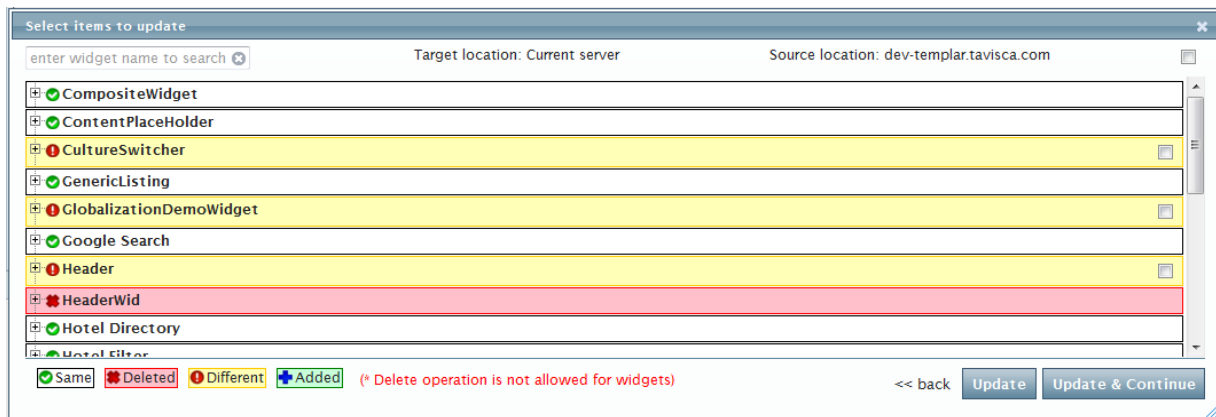 Select items to update
enter widget name to search Target location: Current server Source location: dev-templar.tavisca.com
CompositeWidget
ContentPlaceHolder
CultureSwitcher
GenericListing
GlobalizationDemoWidget
Google Search
Header
HeaderWid
Hotel Directory
Hotel Filter
Same Deleted Different Added (* Delete operation is not allowed for widgets) << back Update Update & Continue